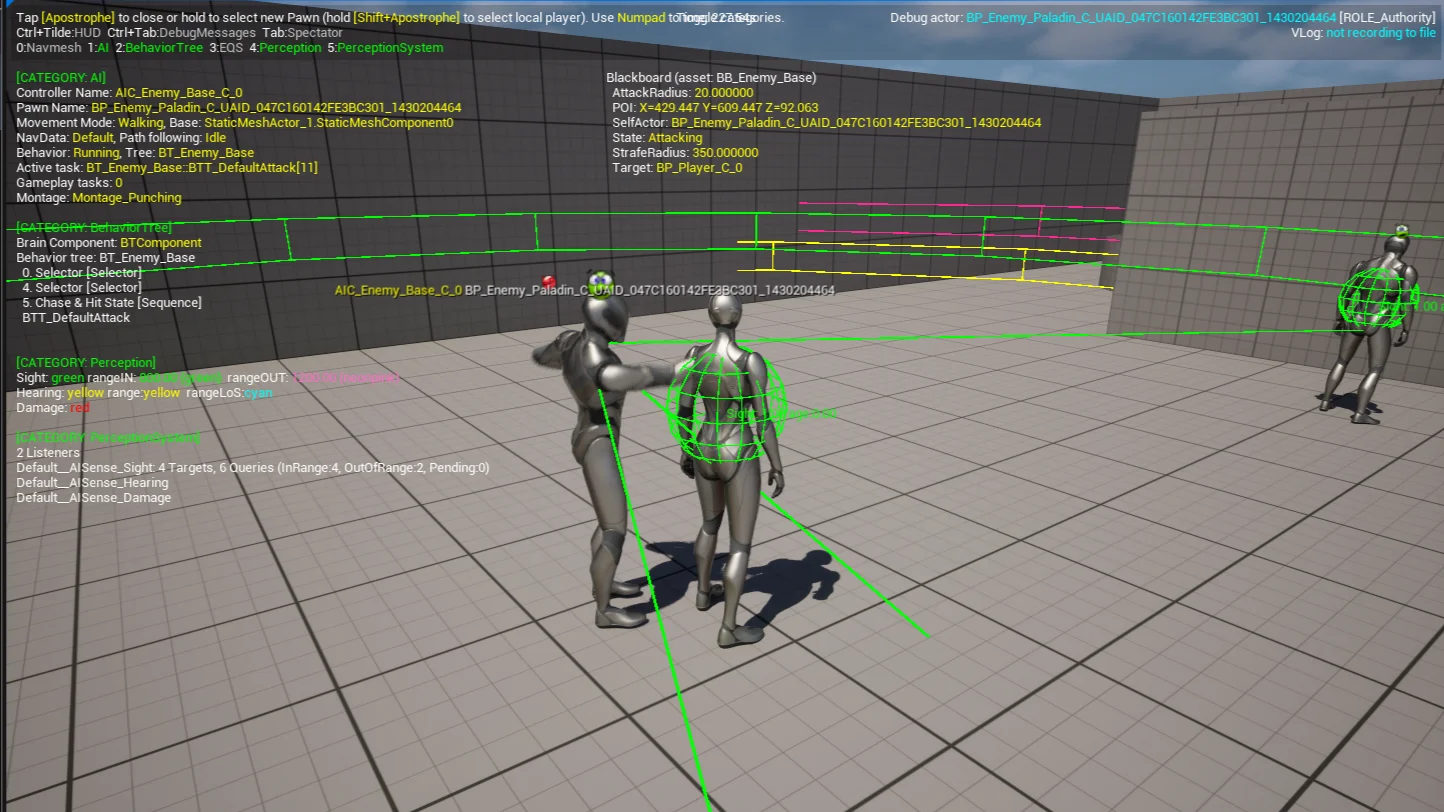 Tap [Apostrophe] to close or hold to select new Pawn (hold [Shift+Apostrophe] to select local player). Use Numpad to toggle categories.
Debug actor: BP_Enemy_Paladin_C_UAID_047C160142FE3BC301_1430204464 [ROLE_Authority]
Ctrl+Tilde:HUD Ctrl+Tab:DebugMessages Tab:Spectator
VLog: not recording to file
0:Navmesh 1:AI 2:BehaviorTree 3:EQS 4:Perception 5:PerceptionSystem
[CATEGORY: AI]
Controller Name: AIC_Enemy_Base_C_0
Pawn Name: BP_Enemy_Paladin_C_UAID_047C160142FE3BC301_1430204464
Movement Mode: Walking, Base: StaticMeshActor_1.StaticMeshComponent0
NavData: Default, Path following: Idle
Behavior: Running, Tree: BT_Enemy_Base
Active task: BT_Enemy_Base::BTT_DefaultAttack[11]
Gameplay tasks: 0
Montage: Montage_Punching
Blackboard (asset: BB_Enemy_Base)
AttackRadius: 20.000000
POI: X=429.447 Y=609.447 Z=92.063
SelfActor: BP_Enemy_Paladin_C_UAID_047C160142FE3BC301_1430204464
State: Attacking
StrafeRadius: 350.000000
Target: BP_Player_C_0
[CATEGORY: BehaviorTree]
Brain Component: BTComponent
Behavior tree: BT_Enemy_Base
0. Selector [Selector]
4. Selector [Selector]
5. Chase & Hit State [Sequence]
BTT_DefaultAttack
AIC_Enemy_Base_C_0 BP_Enemy_Paladin_C_UAID_047C160142FE3BC301_1430204464
[CATEGORY: Perception]
Sight: green rangeIN: rangeOUT:
Hearing: yellow range:yellow rangeLoS:cyan
Damage: red
[CATEGORY: PerceptionSystem]
2 Listeners
Default__AISense_Sight: 4 Targets, 6 Queries (InRange:4, OutOfRange:2, Pending:0)
Default__AISense_Hearing
Default__AISense_Damage